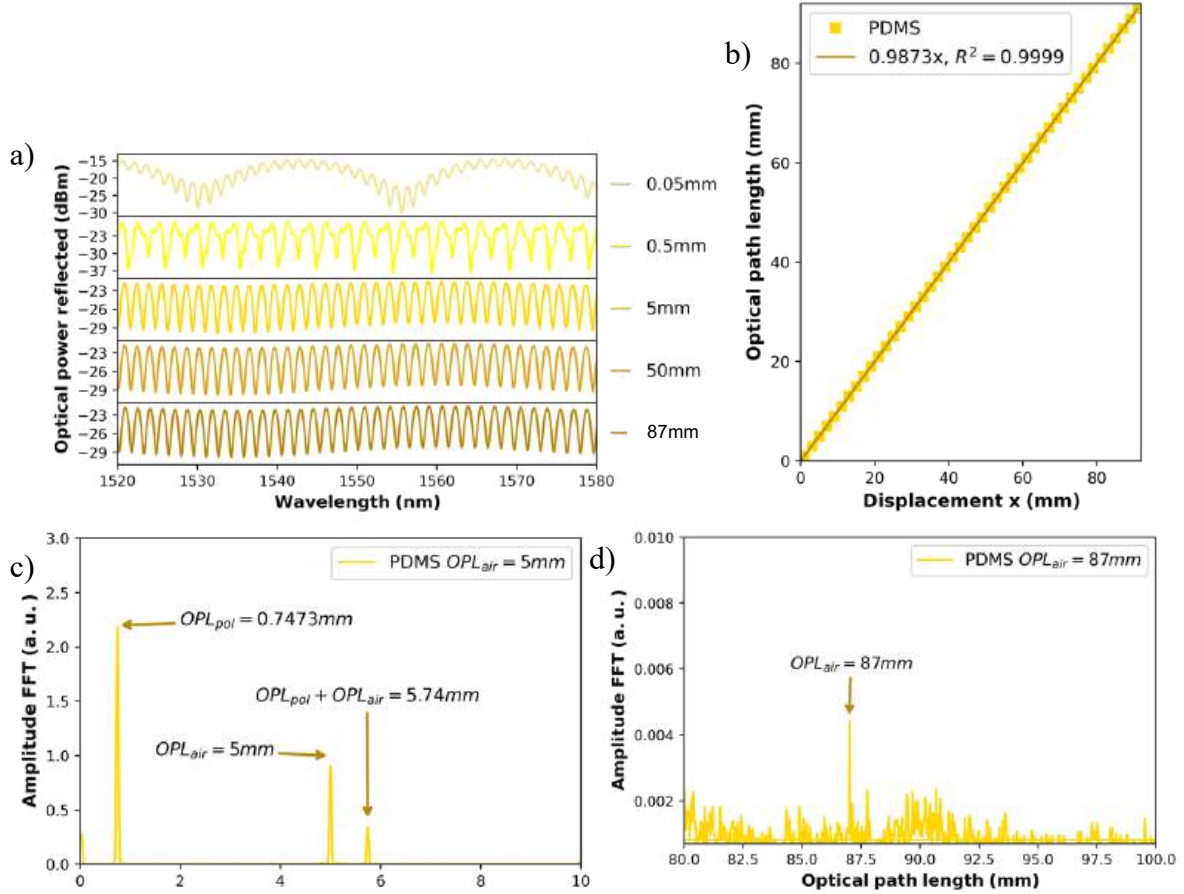 a)
Optical power reflected (dBm)
−15
−20
−25
−30
−23
−30
−37
−23
−26
−29
−23
−26
−29
−23
−26
−29
1520 1530 1540 1550 1560 1570 1580
Wavelength (nm)
0.05mm
0.5mm
5mm
50mm
87mm
b)
PDMS
0.9873x, R² = 0.9999
Optical path length (mm)
80
60
40
20
0
0 20 40 60 80
Displacement x (mm)
c)
PDMS OPL_air = 5mm
Amplitude FFT (a. u.)
3.0
2.5
2.0
1.5
1.0
0.5
0.0
OPL_pol = 0.7473mm
OPL_pol + OPL_air = 5.74mm
OPL_air = 5mm
0 2 4 6 8 10
d)
PDMS OPL_air = 87mm
Amplitude FFT (a. u.)
0.010
0.008
0.006
0.004
0.002
OPL_air = 87mm
80.0 82.5 85.0 87.5 90.0 92.5 95.0 97.5 100.0
Optical path length (mm)